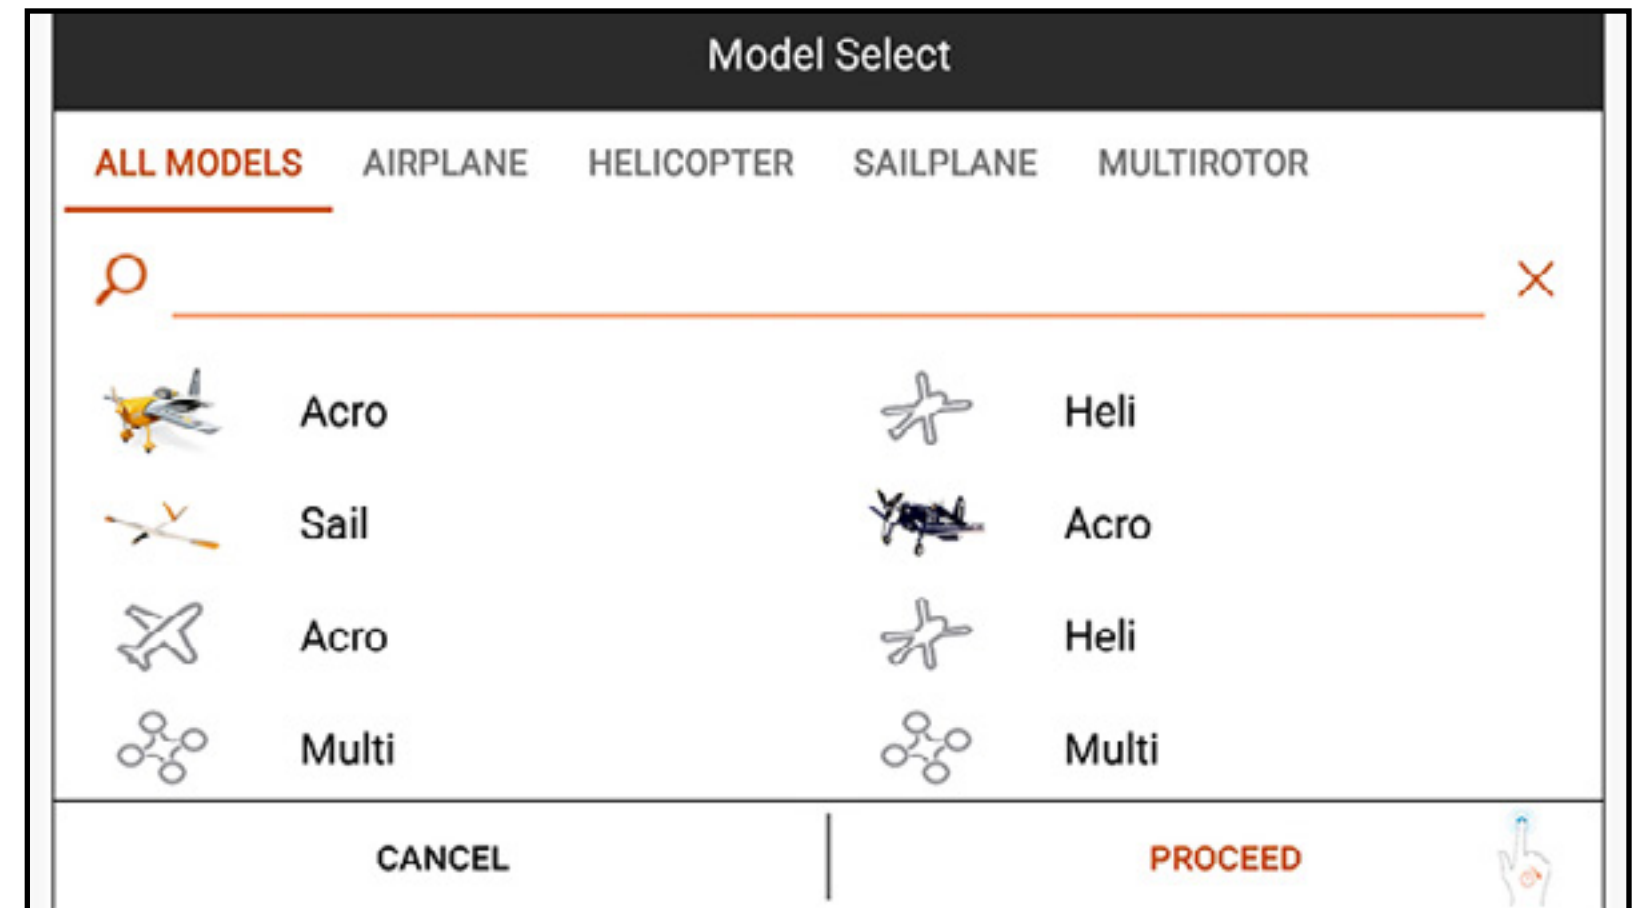 Model Select
ALL MODELS AIRPLANE HELICOPTER SAILPLANE MULTIROTOR
Acro Heli
Sail Acro
Acro Heli
Multi Multi
CANCEL PROCEED